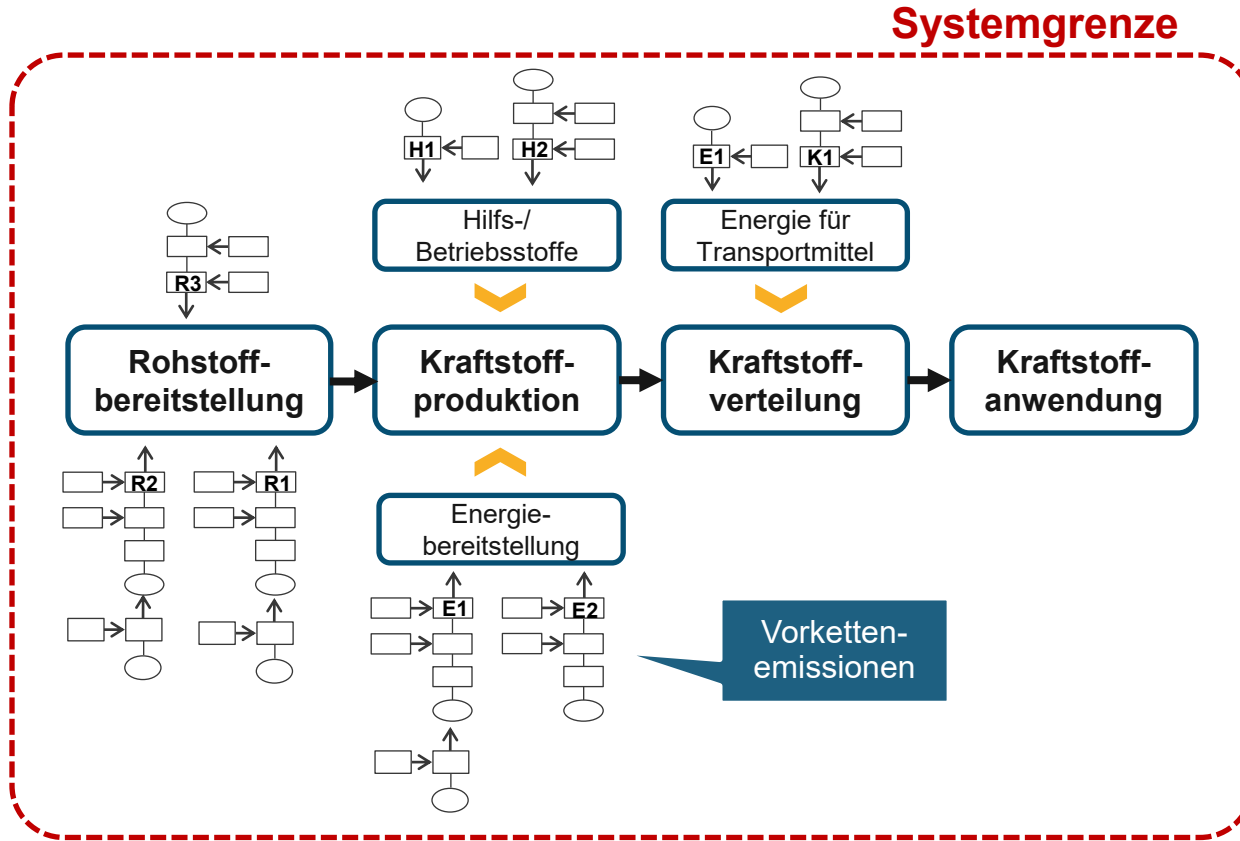 Systemgrenze
H1
H2
E1
K1
Hilfs-/
Betriebsstoffe
Energie für
Transportmittel
R3
Rohstoff-
bereitstellung
Kraftstoff-
produktion
Kraftstoff-
verteilung
Kraftstoff-
anwendung
R2
R1
Energie-
bereitstellung
E1
E2
Vorketten-
emissionen